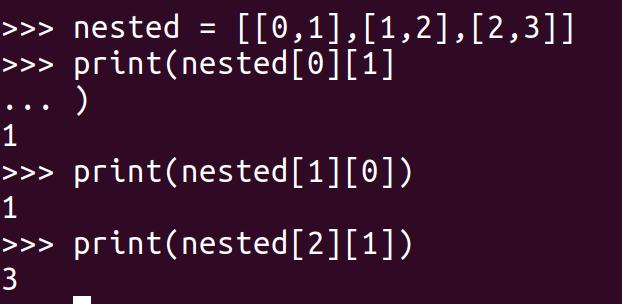 >>> nested = [[0,1],[1,2],[2,3]]
>>> print(nested[0][1]
... )
1
>>> print(nested[1][0])
1
>>> print(nested[2][1])
3